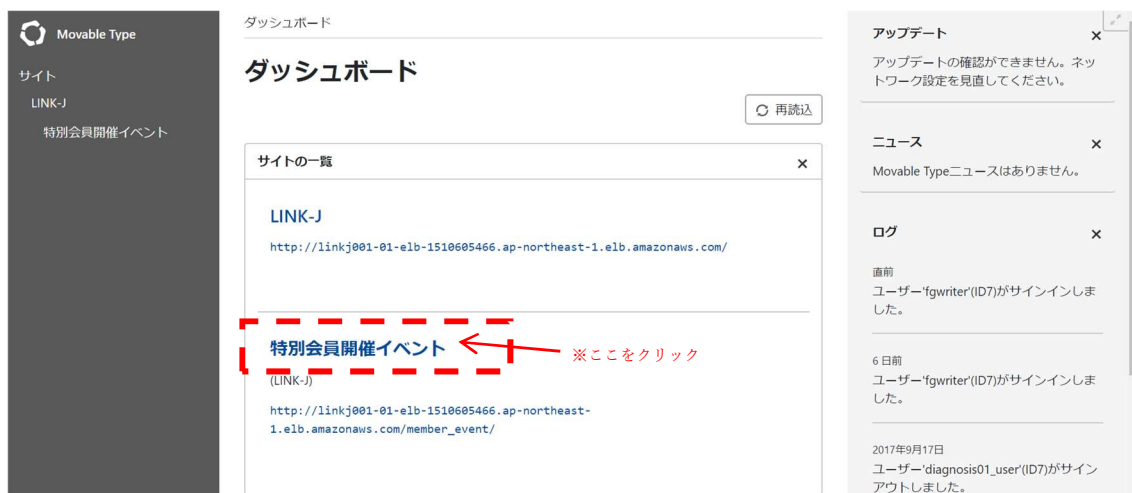 Movable Type
サイト
LINK-J
特別会員開催イベント
ダッシュボード
ダッシュボード
再読込
サイトの一覧
LINK-J
http://linkj001-01-elb-1510605466.ap-northeast-1.elb.amazonaws.com/
特別会員開催イベント
※ここをクリック
(LINK-J)
http://linkj001-01-elb-1510605466.ap-northeast-
1.elb.amazonaws.com/member_event/
アップデート
アップデートの確認ができません。ネッ
トワーク設定を見直してください。
ニュース
Movable Typeニュースはありません。
ログ
直前
ユーザー'fgwriter'(ID7)がサインインしま
した。
6 日前
ユーザー'fgwriter'(ID7)がサインインしま
した。
2017年9月17日
ユーザー'diagnosis01_user'(ID7)がサイン
アウトしました。